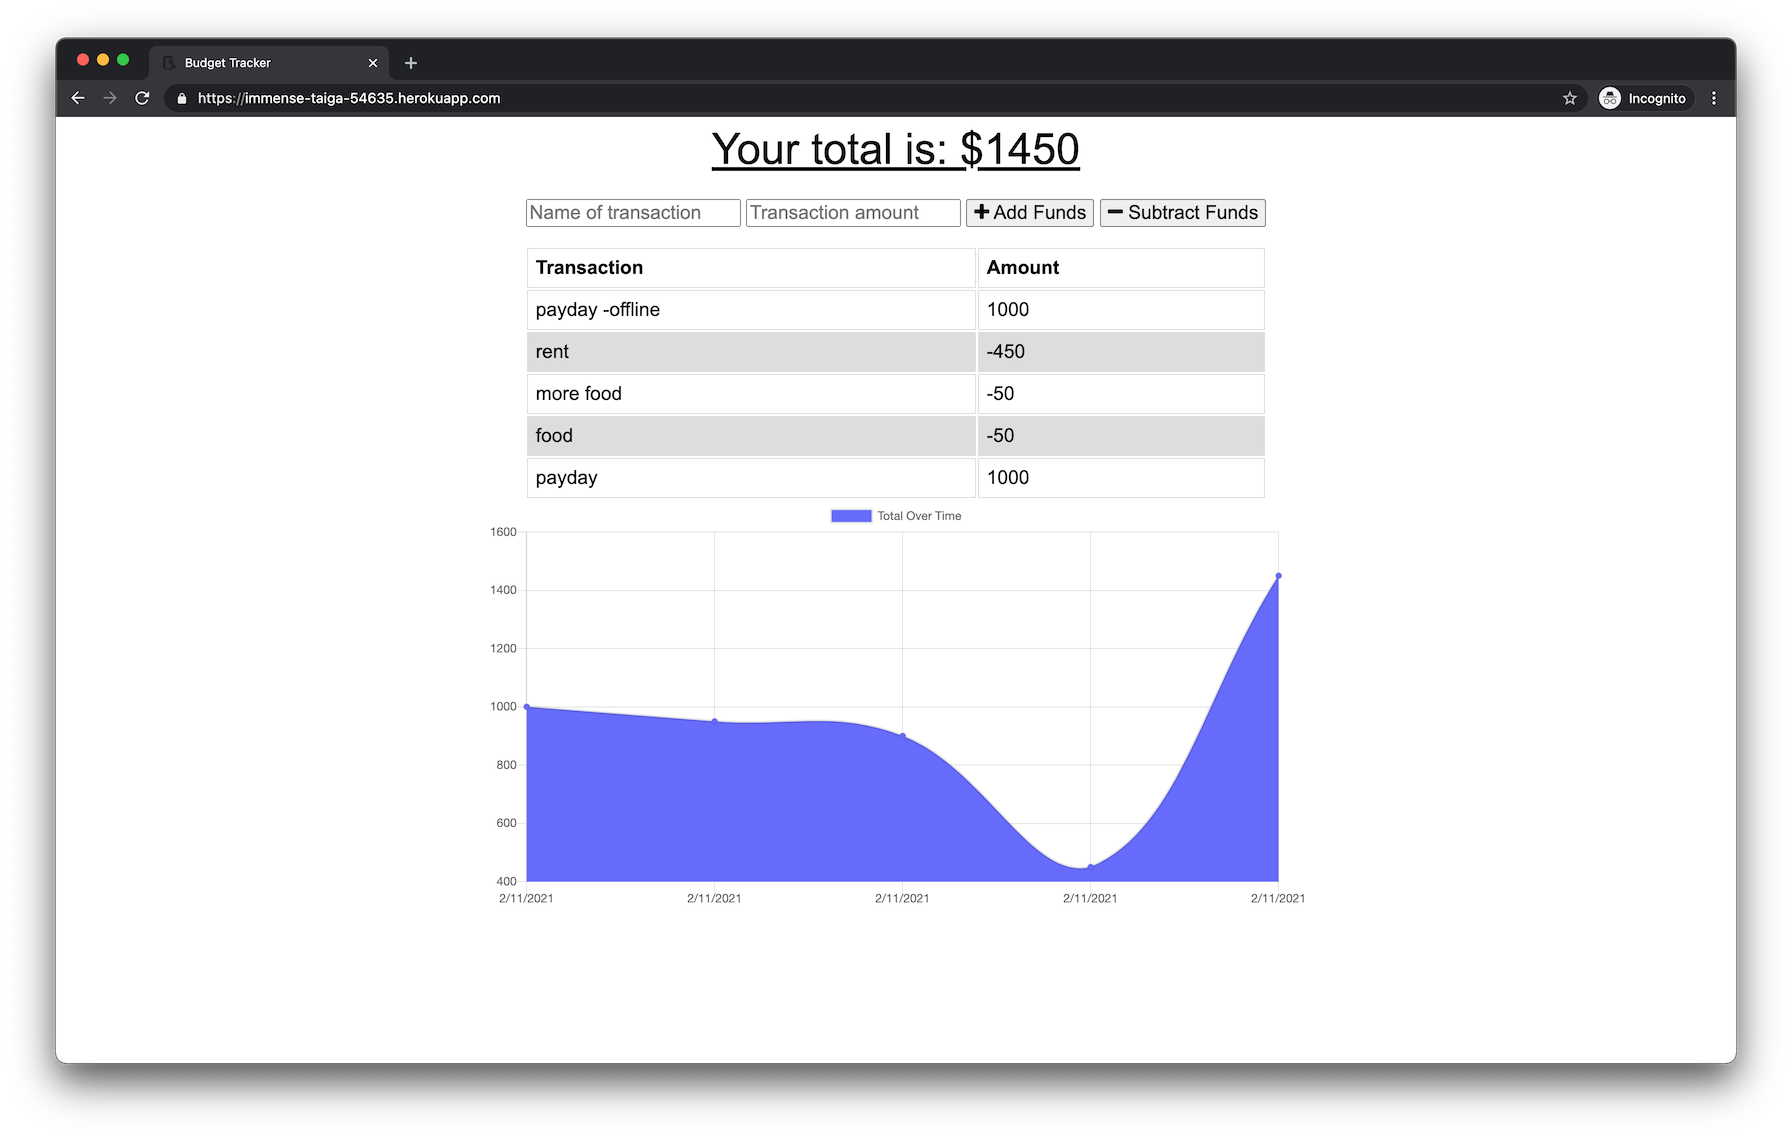 Budget Tracker
https://immense-taiga-54635.herokuapp.com
Incognito
Your total is: $1450
Name of transaction Transaction amount Add Funds Subtract Funds
Transaction Amount
payday -offline 1000
rent -450
more food -50
food -50
payday 1000
Total Over Time
1600
1400
1200
1000
800
600
400
2/11/2021 2/11/2021 2/11/2021 2/11/2021 2/11/2021